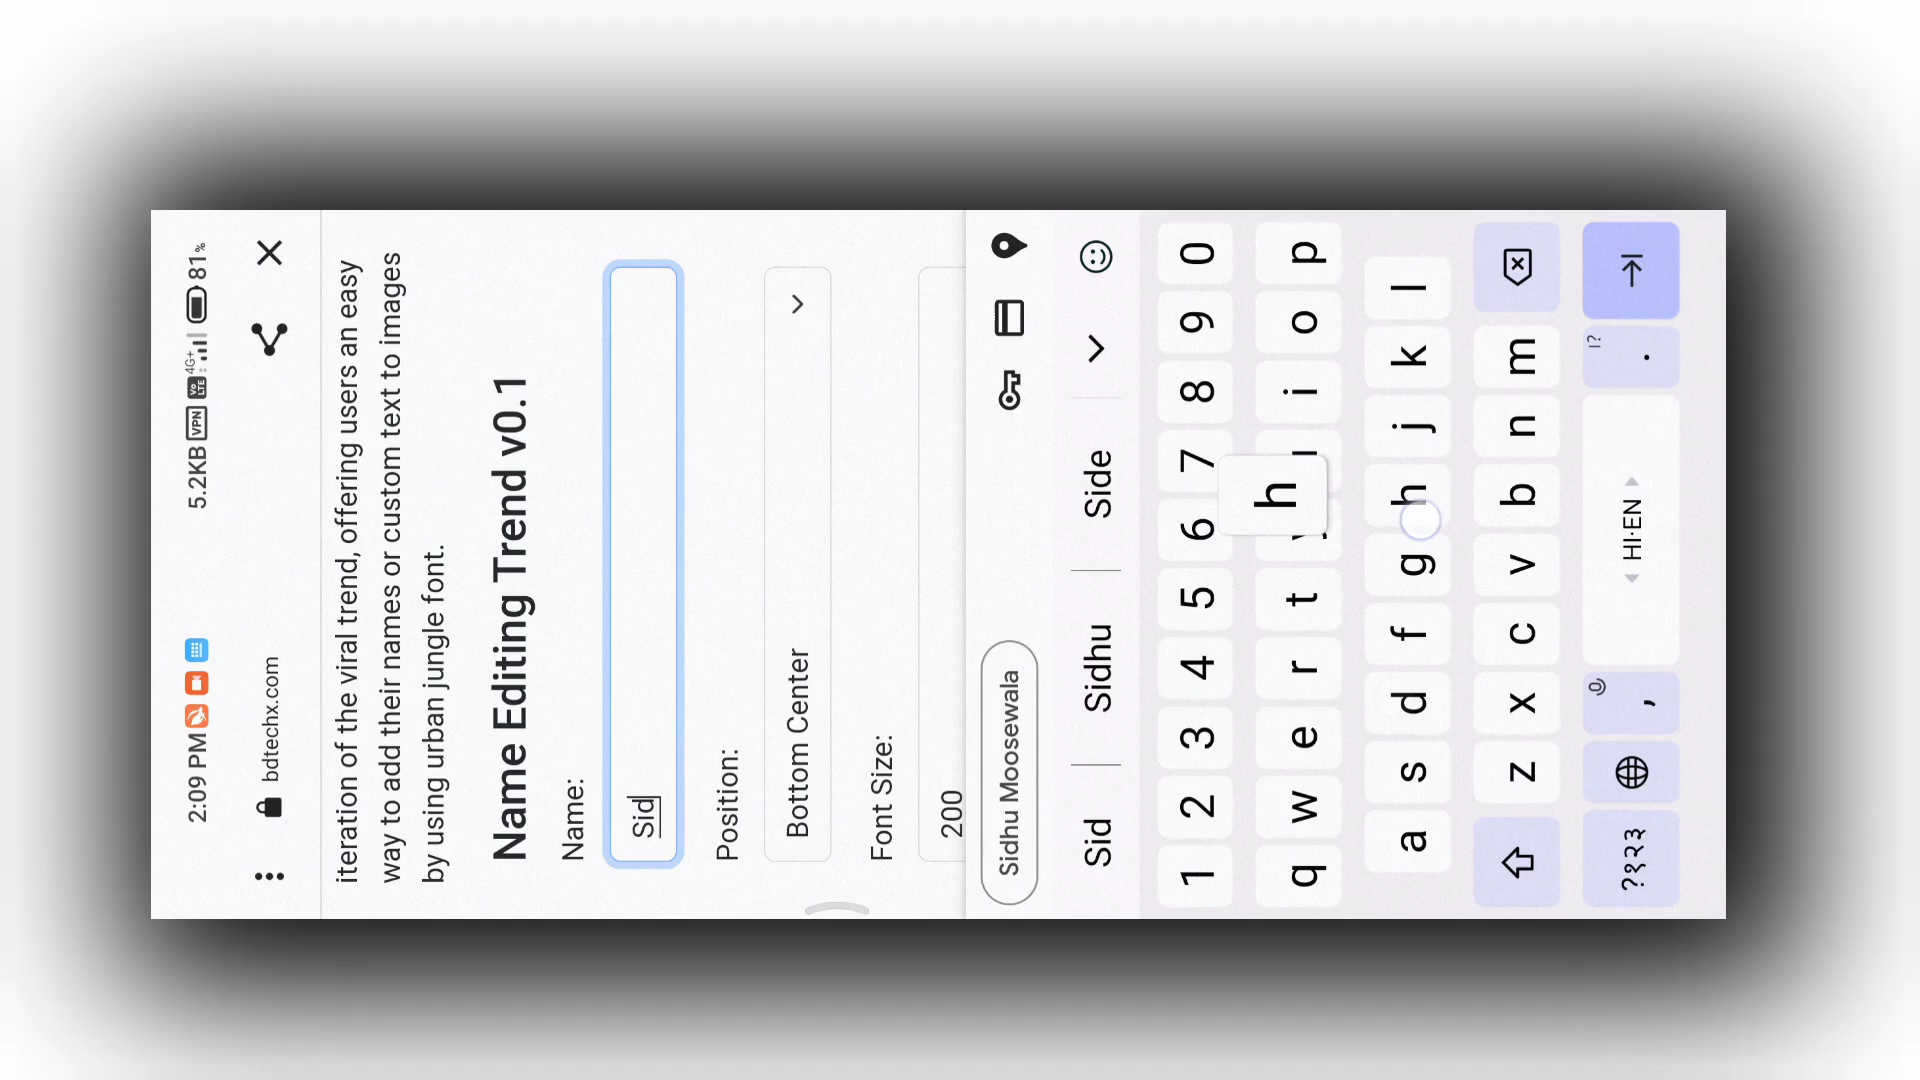 2:09 PM 5.2KB VPN Vo LTE 4G+ 81%
bdtechx.com
iteration of the viral trend, offering users an easy
way to add their names or custom text to images
by using urban jungle font.
Name Editing Trend v0.1
Name:
Sid
Position:
Bottom Center
Font Size:
200
Sidhu Moosewala
Sid Sidhu Side
1 2 3 4 5 6 7 8 9 0
q w e r t i o p
h
a s d f g h j k l
z x c v b n m
?१२३ , HI·EN . !?